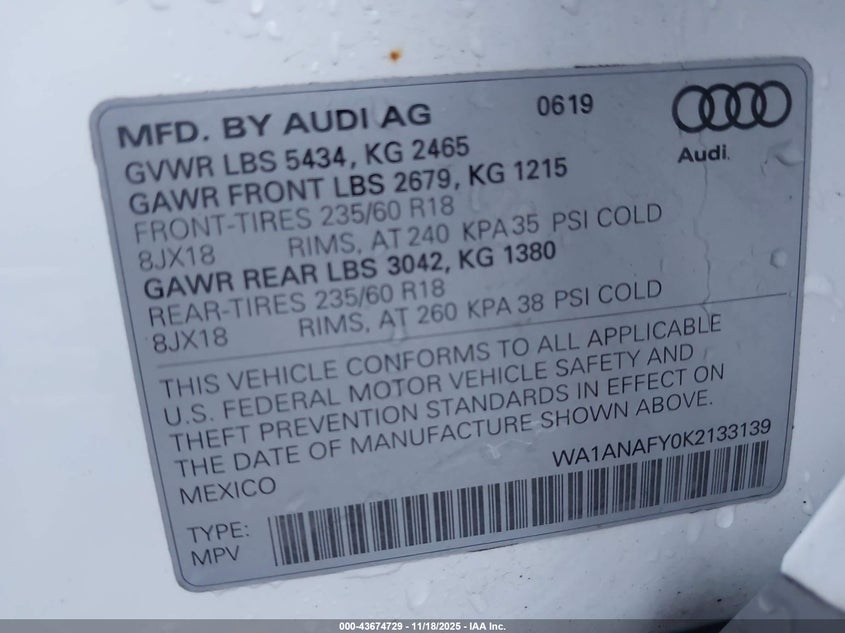 MFD. BY AUDI AG 0619
Audi
GVWR LBS 5434, KG 2465
GAWR FRONT LBS 2679, KG 1215
FRONT-TIRES 235/60 R18
8JX18 RIMS, AT 240 KPA 35 PSI COLD
GAWR REAR LBS 3042, KG 1380
REAR-TIRES 235/60 R18
8JX18 RIMS, AT 260 KPA 38 PSI COLD
THIS VEHICLE CONFORMS TO ALL APPLICABLE
U.S. FEDERAL MOTOR VEHICLE SAFETY AND
THEFT PREVENTION STANDARDS IN EFFECT ON
THE DATE OF MANUFACTURE SHOWN ABOVE.
MEXICO WA1ANAFY0K2133139
TYPE:
MPV
000-43674729 - 11/18/2025 - IAA Inc.